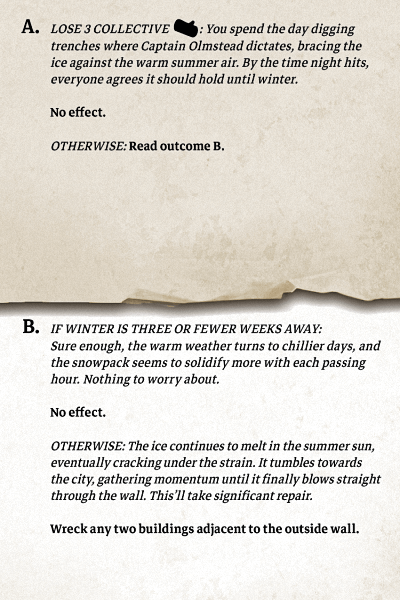 A. LOSE 3 COLLECTIVE : You spend the day digging
trenches where Captain Olmstead dictates, bracing the
ice against the warm summer air. By the time night hits,
everyone agrees it should hold until winter.
No effect.
OTHERWISE: Read outcome B.
B. IF WINTER IS THREE OR FEWER WEEKS AWAY:
Sure enough, the warm weather turns to chillier days, and
the snowpack seems to solidify more with each passing
hour. Nothing to worry about.
No effect.
OTHERWISE: The ice continues to melt in the summer sun,
eventually cracking under the strain. It tumbles towards
the city, gathering momentum until it finally blows straight
through the wall. This'll take significant repair.
Wreck any two buildings adjacent to the outside wall.